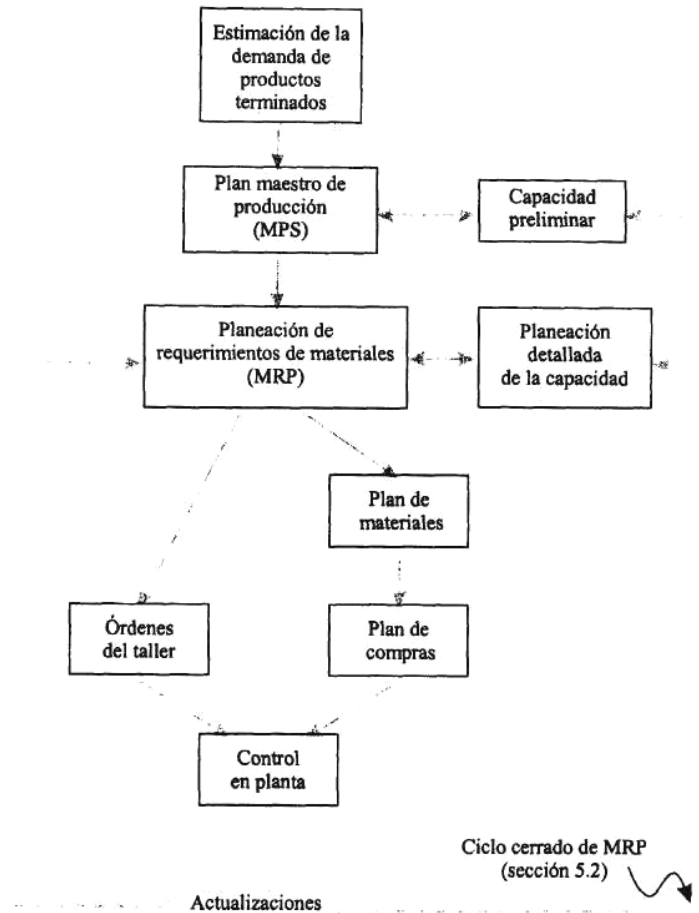 Estimación de la
demanda de
productos
terminados
Plan maestro de
producción
(MPS)
Capacidad
preliminar
Planeación de
requerimientos de materiales
(MRP)
Planeación
detallada
de la capacidad
Plan de
materiales
Órdenes
del taller
Plan de
compras
Control
en planta
Ciclo cerrado de MRP
(sección 5.2)
Actualizaciones